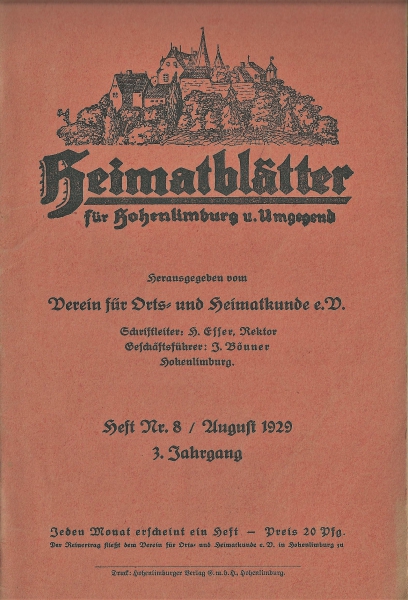 Heimatblätter
für Hohenlimburg u. Umgegend
Herausgegeben vom
Verein für Orts- und Heimatkunde e.V.
Schriftleiter: H. Esser, Rektor
Geschäftsführer: J. Bönner
Hohenlimburg.
Heft Nr. 8 / August 1929
3. Jahrgang
Jeden Monat erscheint ein Heft — Preis 20 Pfg.
Der Reinertrag fließt dem Verein für Orts- und Heimatkunde e.V. in Hohenlimburg zu
Druck: Hohenlimburger Verlag G.m.b.H. Hohenlimburg.